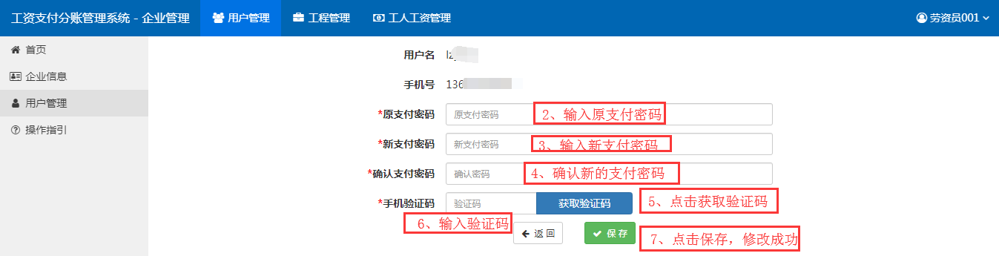 工资支付分账管理系统 - 企业管理 用户管理 工程管理 工人工资管理 劳资员001
首页
企业信息
用户管理
操作指引
用户名 lz
手机号 136
*原支付密码 原支付密码 2、输入原支付密码
*新支付密码 新支付密码 3、输入新支付密码
*确认支付密码 确认密码 4、确认新的支付密码
*手机验证码 验证码 获取验证码 5、点击获取验证码
6、输入验证码 返回 保存 7、点击保存，修改成功